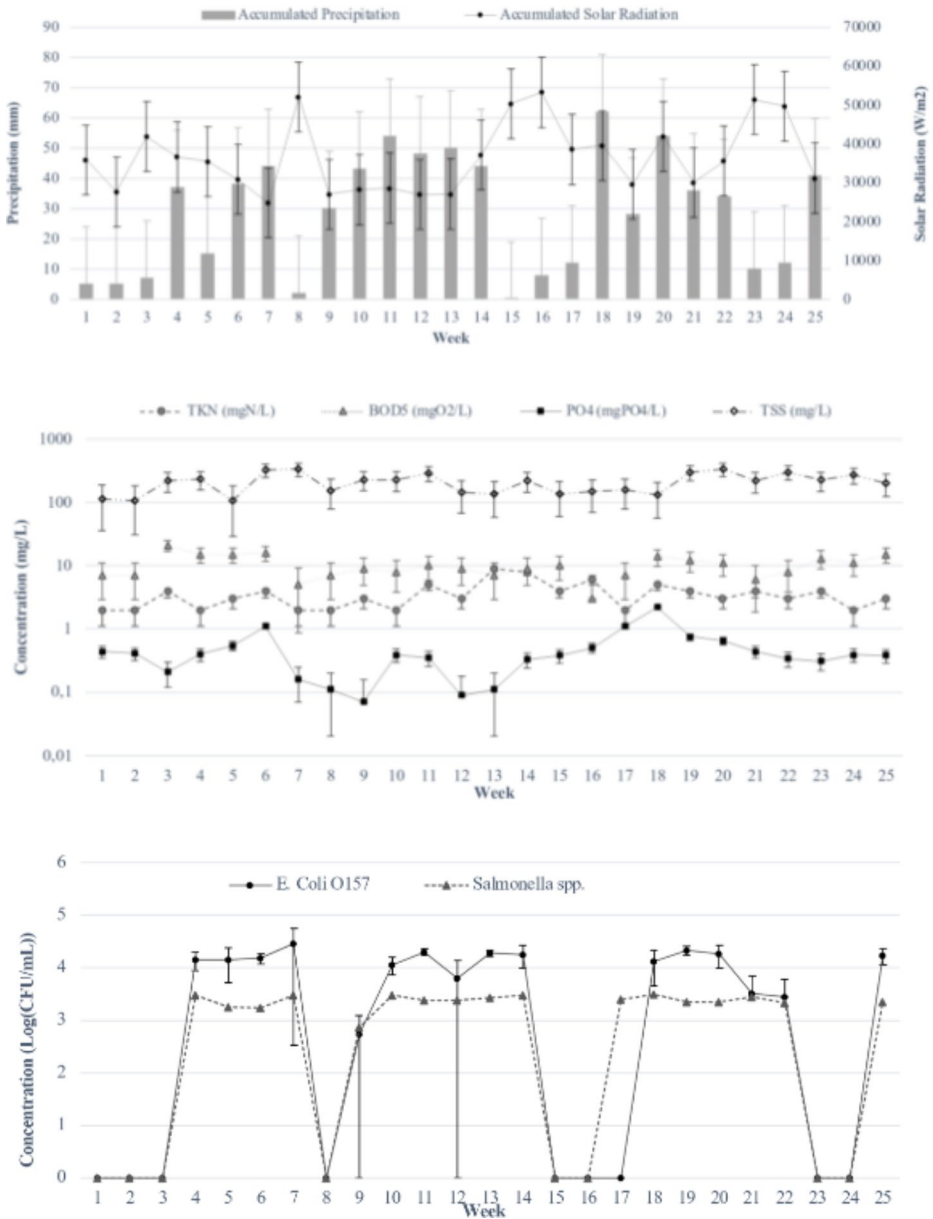 Accumulated Precipitation Accumulated Solar Radiation
90 70000
80 60000
70 50000
60 40000
50 30000
40 20000
30 10000
20 0
10
0
Precipitation (mm)
Solar Radiation (W/m2)
1 2 3 4 5 6 7 8 9 10 11 12 13 14 15 16 17 18 19 20 21 22 23 24 25
Week
TKN (mgN/L) BOD5 (mgO2/L) PO4 (mgPO4/L) TSS (mg/L)
1000
100
10
1
0,1
0,01
Concentration (mg/L)
1 2 3 4 5 6 7 8 9 10 11 12 13 14 15 16 17 18 19 20 21 22 23 24 25
Week
6
5
4
3
2
1
0
E. Coli O157 Salmonella spp.
Concentration (Log(CFU/mL))
1 2 3 4 5 6 7 8 9 10 11 12 13 14 15 16 17 18 19 20 21 22 23 24 25
Week